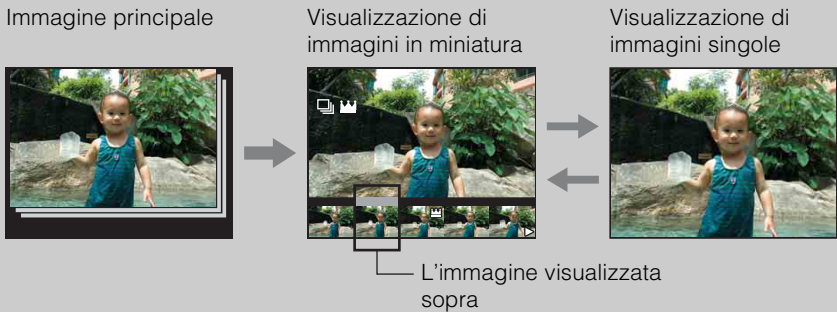 Immagine principale
Visualizzazione di
immagini in miniatura
Visualizzazione di
immagini singole
L'immagine visualizzata
sopra